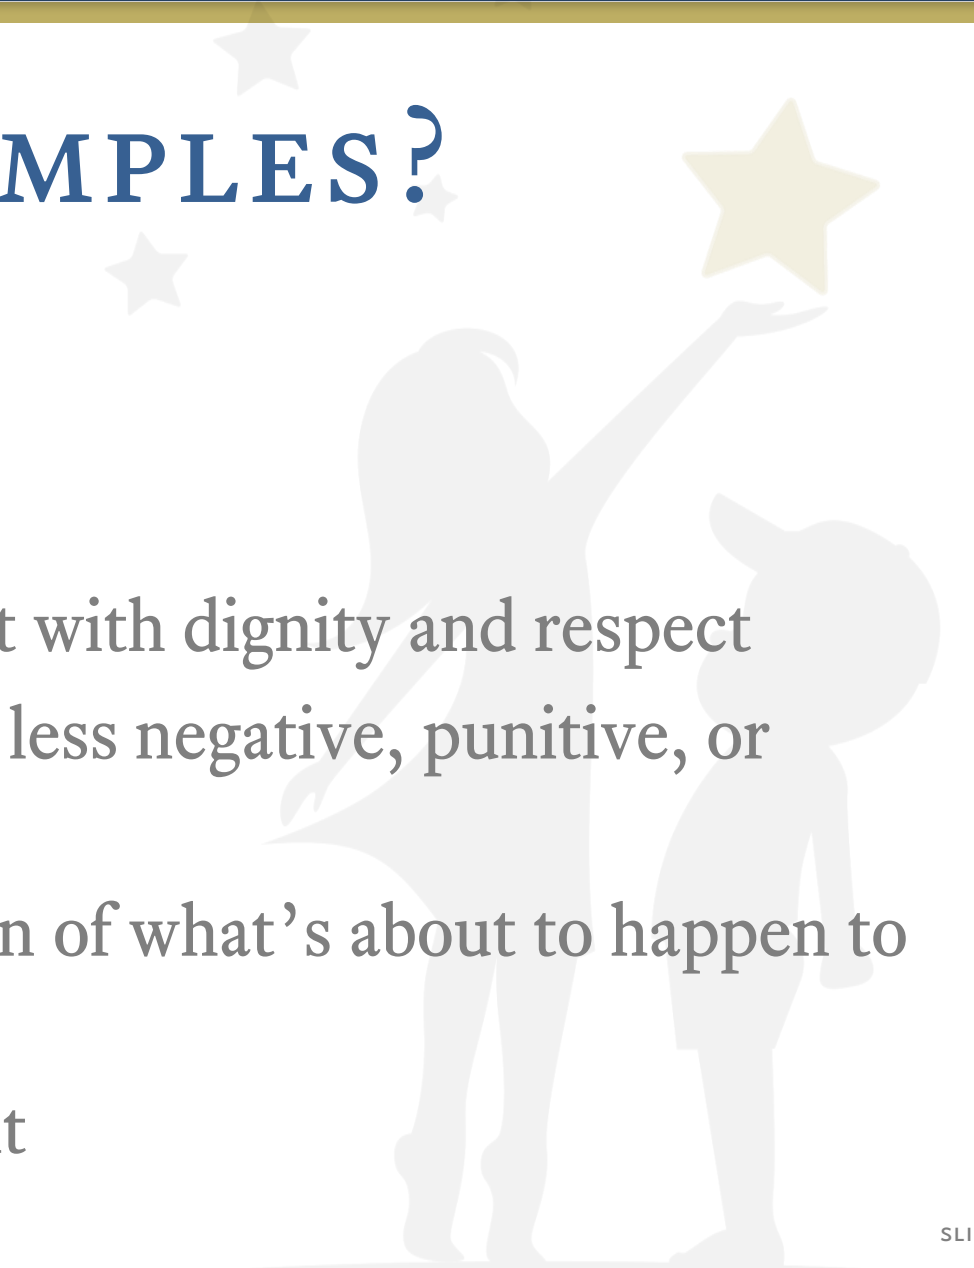 MPLES?
t with dignity and respect
less negative, punitive, or
n of what’s about to happen to
t
SLI